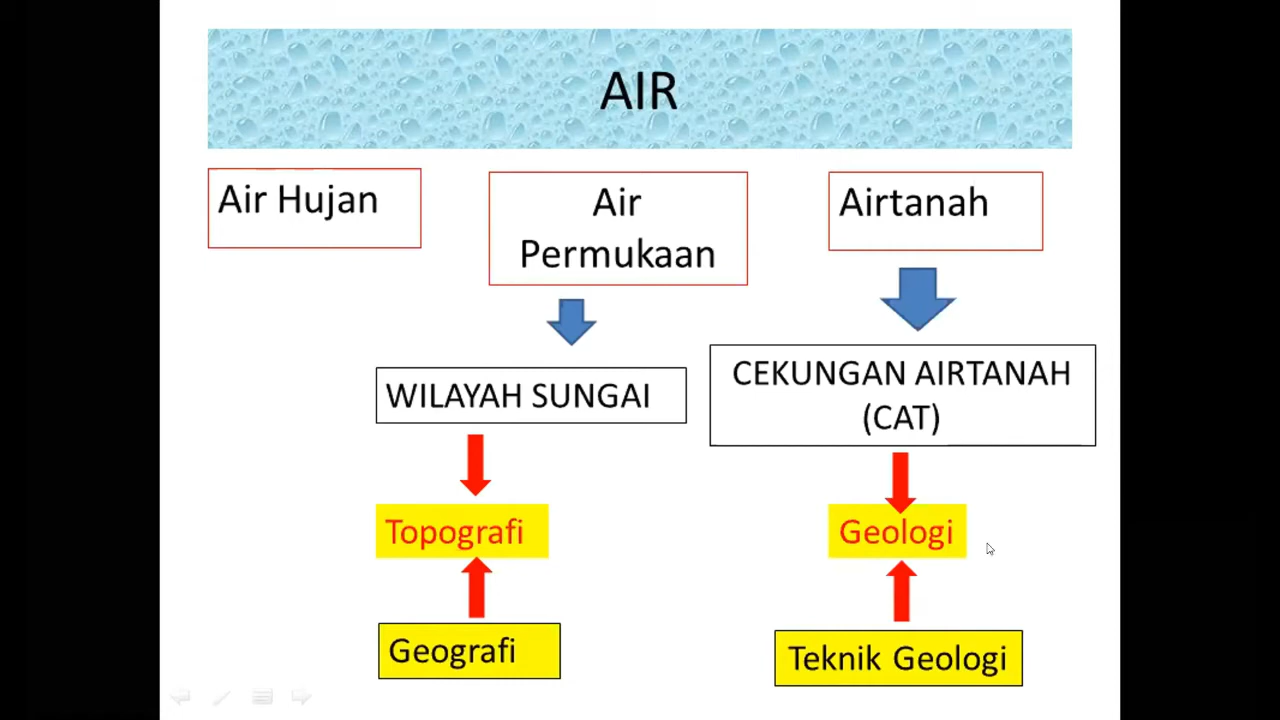 AIR
Air Hujan
Air
Permukaan
Airtanah
WILAYAH SUNGAI
CEKUNGAN AIRTANAH
(CAT)
Topografi
Geologi
Geografi
Teknik Geologi